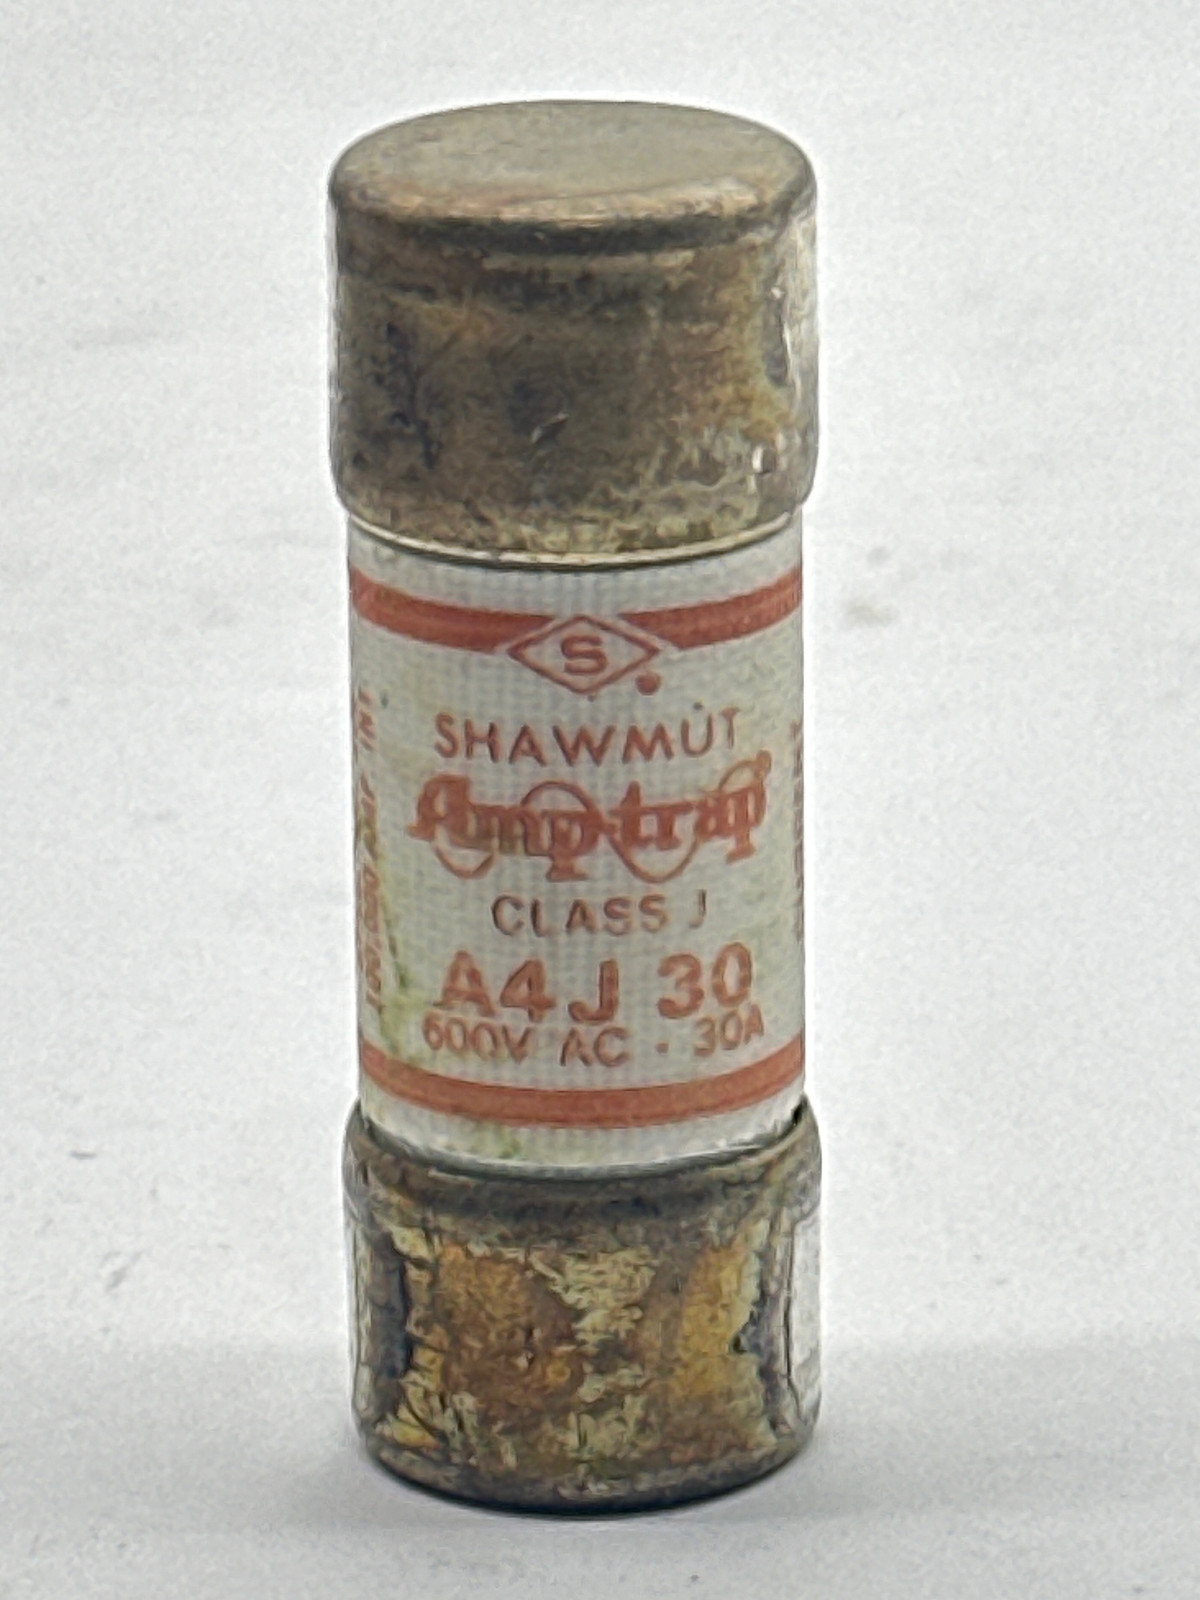 S
SHAWMUT
Amp-trap
CLASS J
A4J 30
600V AC · 30A